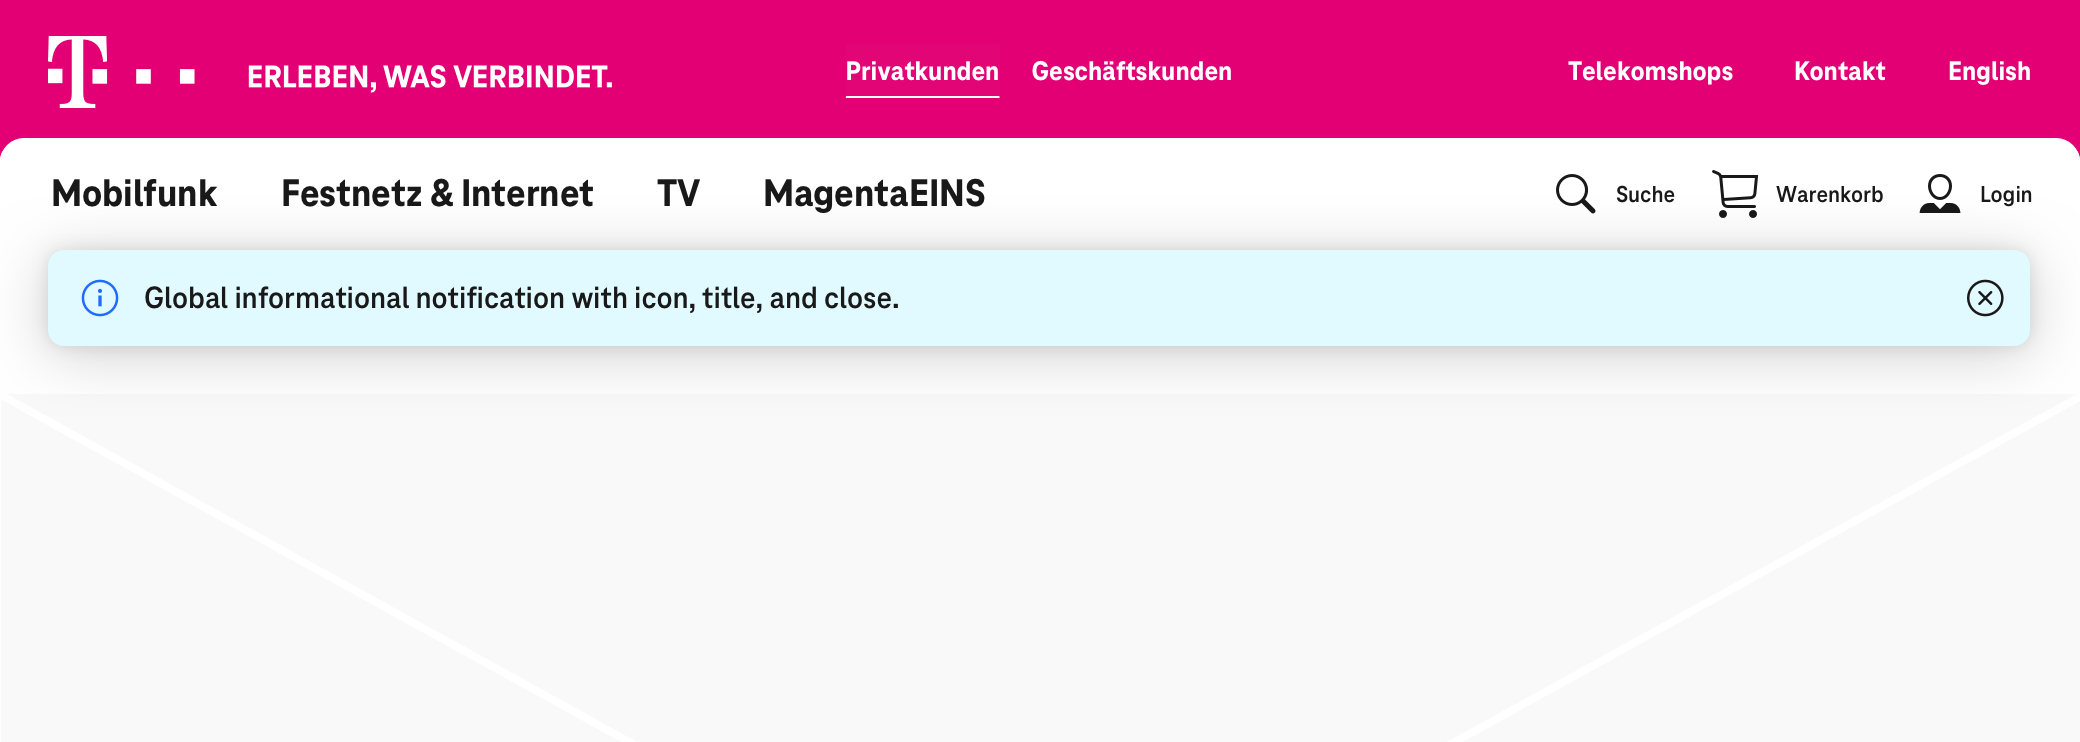 T
ERLEBEN, WAS VERBINDET.
Privatkunden Geschäftskunden
Telekomshops Kontakt English
Mobilfunk Festnetz & Internet TV MagentaEINS
Suche Warenkorb Login
Global informational notification with icon, title, and close.